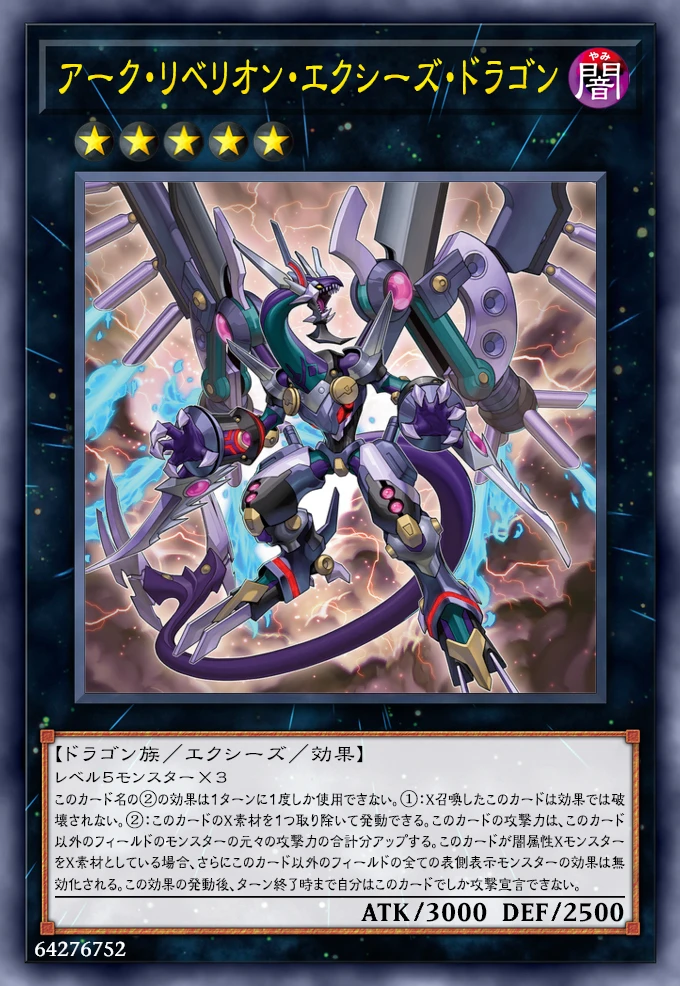 アーク・リベリオン・エクシーズ・ドラゴン
やみ
闇
【ドラゴン族／エクシーズ／効果】
レベル５モンスター×３
このカード名の②の効果は1ターンに1度しか使用できない。①：X召喚したこのカードは効果では破
壊されない。②：このカードのX素材を1つ取り除いて発動できる。このカードの攻撃力は、このカード
以外のフィールドのモンスターの元々の攻撃力の合計分アップする。このカードが闇属性Xモンスター
をX素材としている場合、さらにこのカード以外のフィールドの全ての表側表示モンスターの効果は無
効化される。この効果の発動後、ターン終了時まで自分はこのカードでしか攻撃宣言できない。
ATK/3000 DEF/2500
64276752